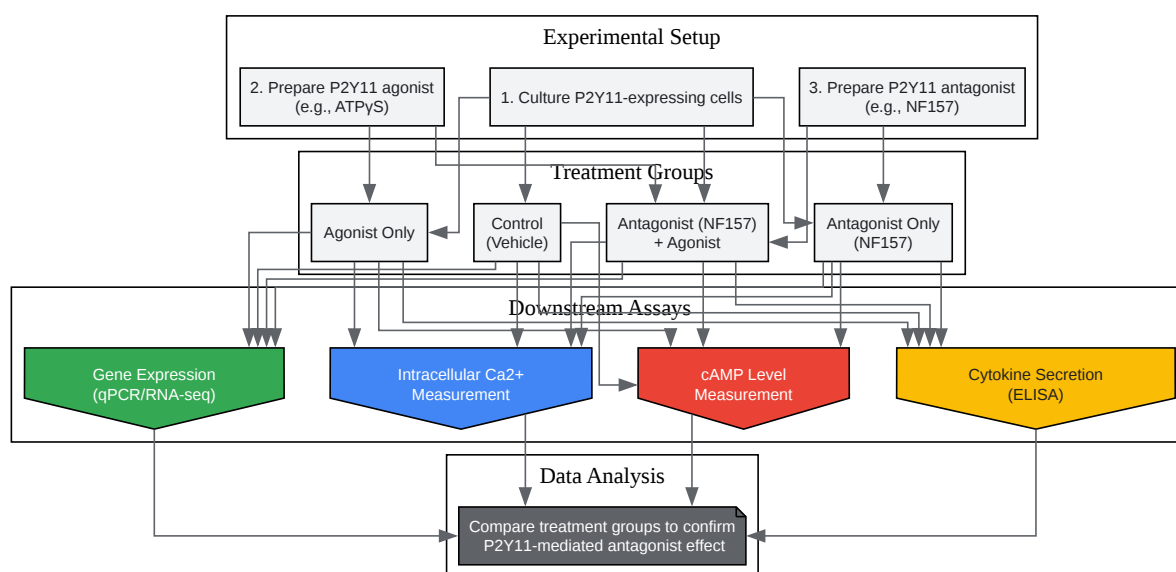 Experimental Setup
2. Prepare P2Y11 agonist
(e.g., ATPγS)
1. Culture P2Y11-expressing cells
3. Prepare P2Y11 antagonist
(e.g., NF157)
Treatment Groups
Agonist Only
Control
(Vehicle)
Antagonist (NF157)
+ Agonist
Antagonist Only
(NF157)
Downstream Assays
Gene Expression
(qPCR/RNA-seq)
Intracellular Ca2+
Measurement
cAMP Level
Measurement
Cytokine Secretion
(ELISA)
Data Analysis
Compare treatment groups to confirm
P2Y11-mediated antagonist effect